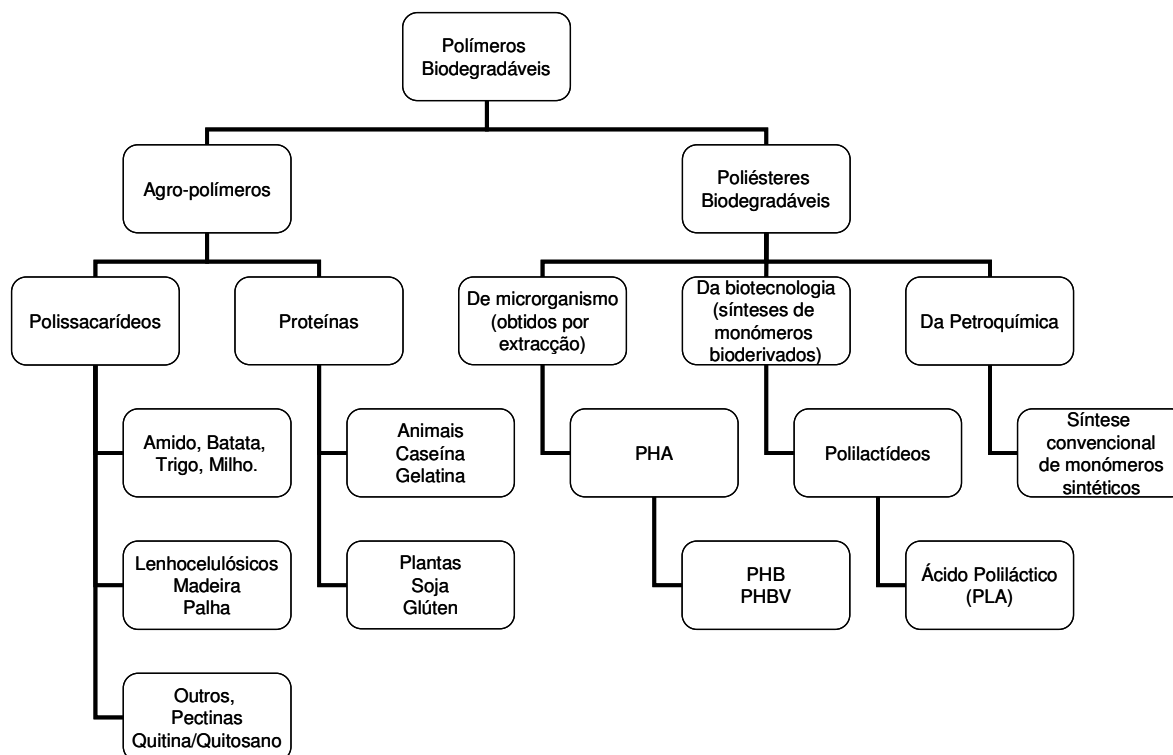 Polímeros
Biodegradáveis
Agro-polímeros
Poliésteres
Biodegradáveis
Polissacarídeos
Proteínas
De microrganismo
(obtidos por
extracção)
Da biotecnologia
(sínteses de
monómeros
bioderivados)
Da Petroquímica
Amido, Batata,
Trigo, Milho.
Animais
Caseína
Gelatina
PHA
Polilactídeos
Síntese
convencional
de monómeros
sintéticos
Lenhocelulósicos
Madeira
Palha
Plantas
Soja
Glúten
PHB
PHBV
Ácido Poliláctico
(PLA)
Outros,
Pectinas
Quitina/Quitosano